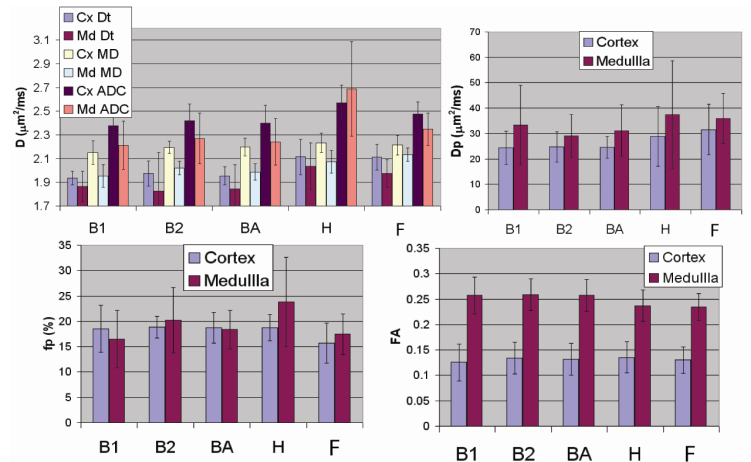 Cx Dt
Md Dt
Cx MD
Md MD
Cx ADC
Md ADC
3.1
2.9
2.7
2.5
2.3
2.1
1.9
1.7
D (μm²/ms)
B1 B2 BA H F
Cortex
Medullla
70
60
50
40
30
20
10
0
Dp (μm²/ms)
B1 B2 BA H F
Cortex
Medullla
35
30
25
20
15
10
5
0
fp (%)
B1 B2 BA H F
Cortex
Medullla
0.35
0.3
0.25
0.2
0.15
0.1
0.05
0
FA
B1 B2 BA H F